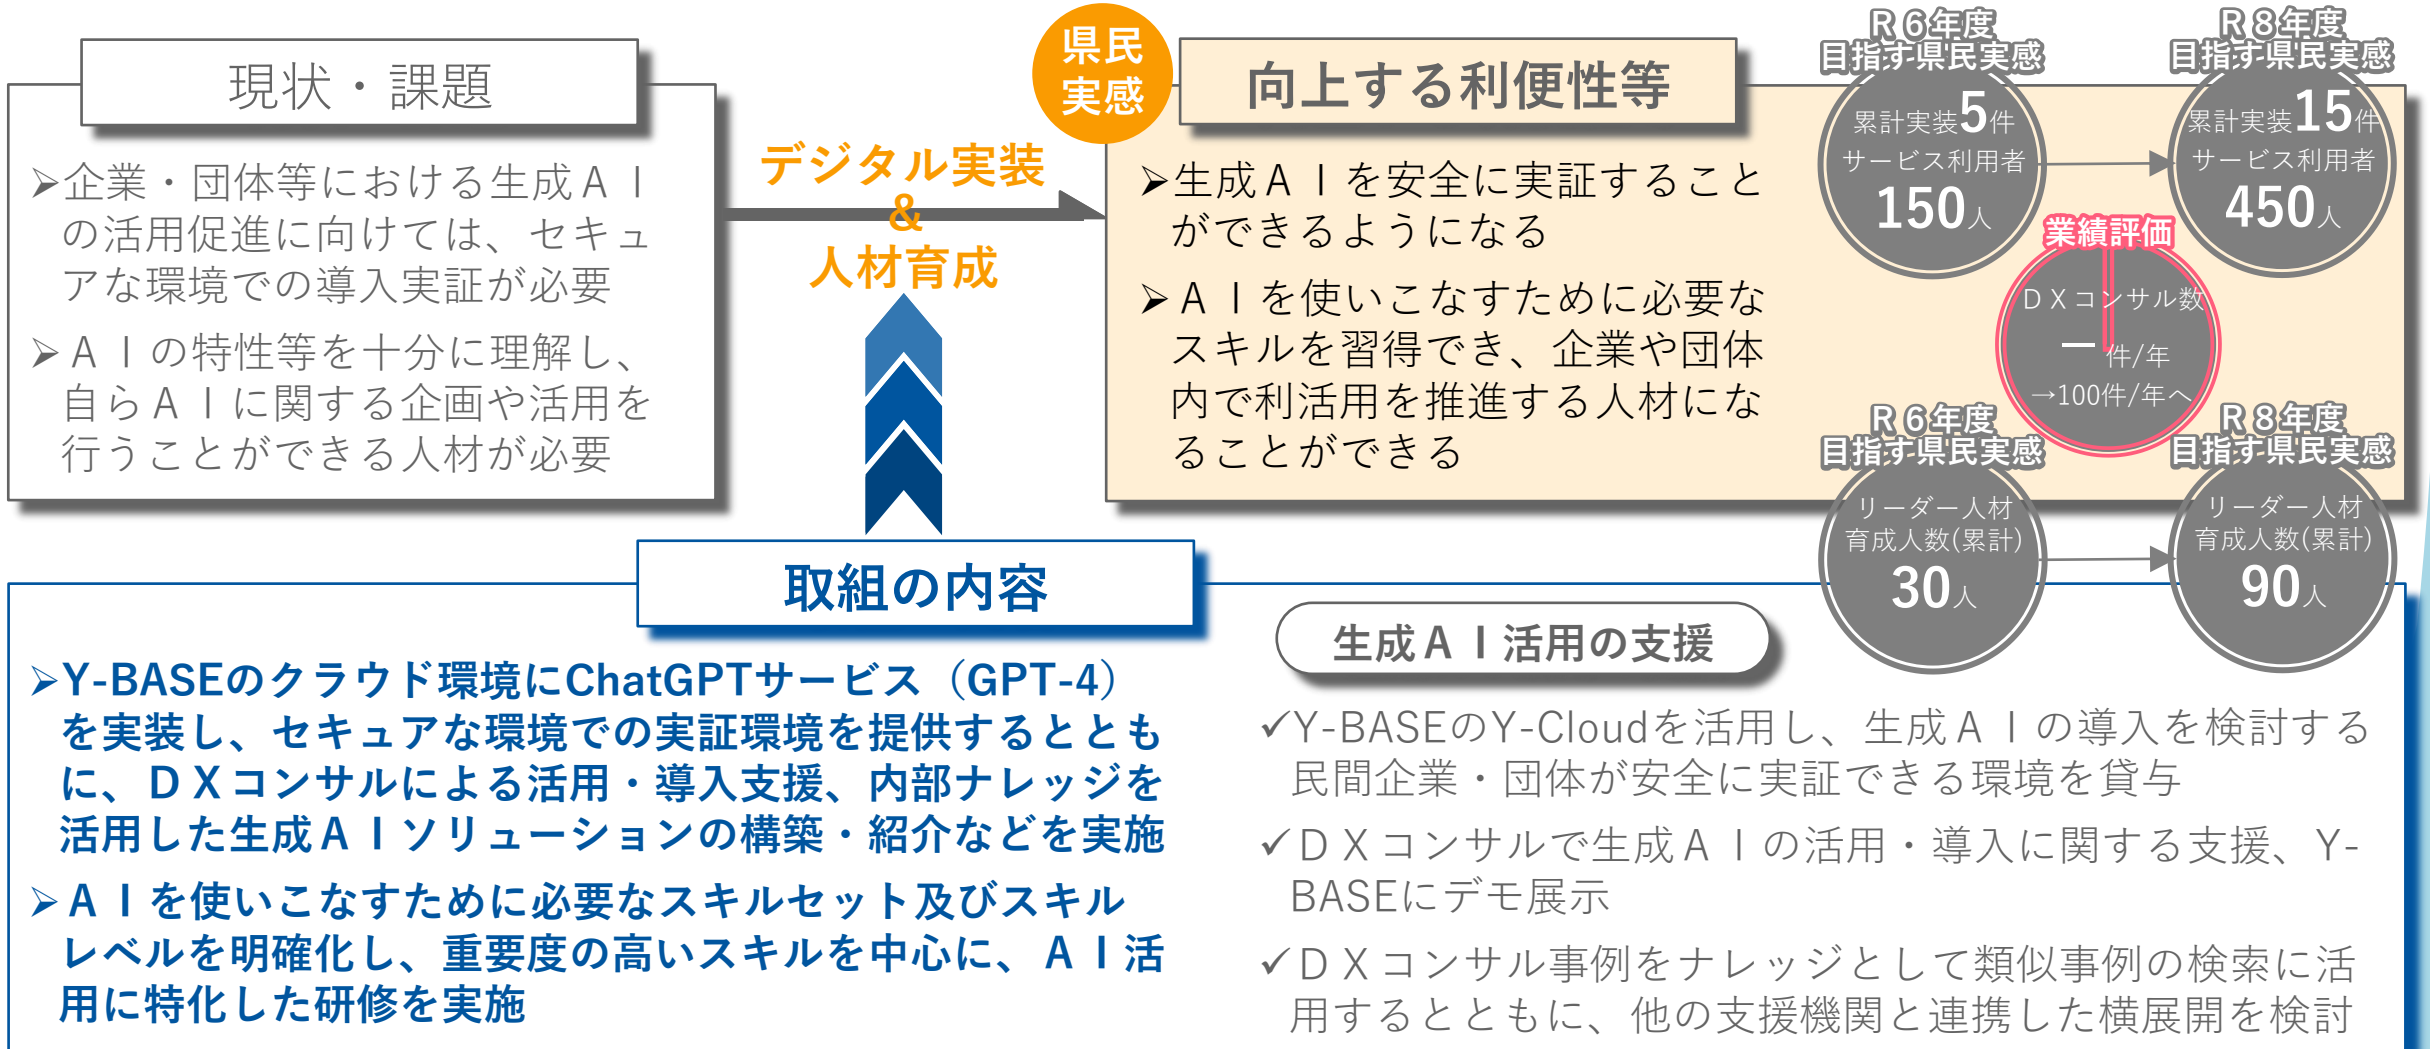 現状・課題
➢企業・団体等における生成ＡＩ
の活用促進に向けては、セキュ
アな環境での導入実証が必要
➢ＡＩの特性等を十分に理解し、
自らＡＩに関する企画や活用を
行うことができる人材が必要
デジタル実装
&
人材育成
県民
実感
向上する利便性等
➢生成ＡＩを安全に実証すること
ができるようになる
➢ＡＩを使いこなすために必要な
スキルを習得でき、企業や団体
内で利活用を推進する人材にな
ることができる
Ｒ６年度
目指す県民実感
累計実装5件
サービス利用者
150人
Ｒ８年度
目指す県民実感
累計実装15件
サービス利用者
450人
業績評価
ＤＸコンサル数
ー 件/年
→100件/年へ
Ｒ６年度
目指す県民実感
リーダー人材
育成人数(累計)
30人
Ｒ８年度
目指す県民実感
リーダー人材
育成人数(累計)
90人
取組の内容
➢Y-BASEのクラウド環境にChatGPTサービス（GPT-4）
を実装し、セキュアな環境での実証環境を提供するととも
に、ＤＸコンサルによる活用・導入支援、内部ナレッジを
活用した生成ＡＩソリューションの構築・紹介などを実施
➢ＡＩを使いこなすために必要なスキルセット及びスキル
レベルを明確化し、重要度の高いスキルを中心に、ＡＩ活
用に特化した研修を実施
生成ＡＩ活用の支援
✓Y-BASEのY-Cloudを活用し、生成ＡＩの導入を検討する
民間企業・団体が安全に実証できる環境を貸与
✓ＤＸコンサルで生成ＡＩの活用・導入に関する支援、Y-
BASEにデモ展示
✓ＤＸコンサル事例をナレッジとして類似事例の検索に活
用するとともに、他の支援機関と連携した横展開を検討